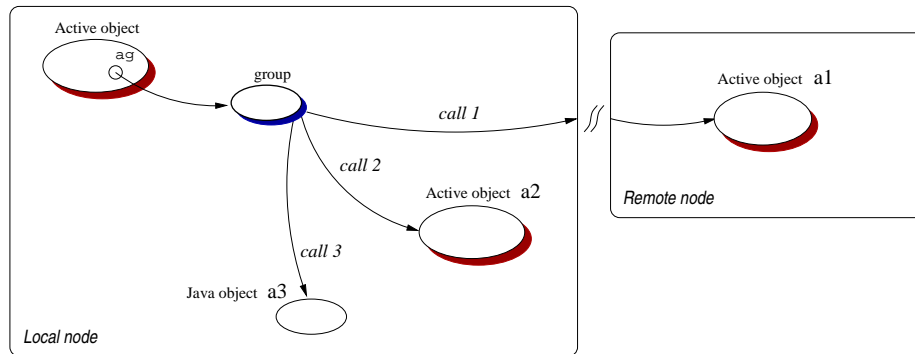 Active object
ag
group
call 1
Active object a1
call 2
Active object a2
Remote node
call 3
Java object a3
Local node